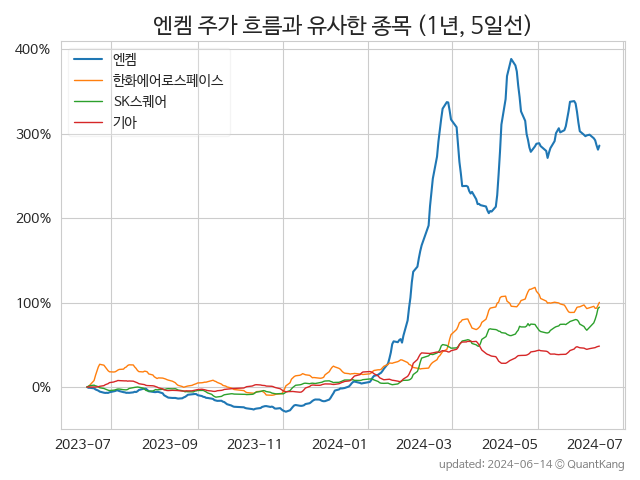 엔켐 주가 흐름과 유사한 종목 (1년, 5일선)
엔켐
한화에어로스페이스
SK스퀘어
기아
400%
300%
200%
100%
0%
2023-07 2023-09 2023-11 2024-01 2024-03 2024-05 2024-07
updated: 2024-06-14 © QuantKang